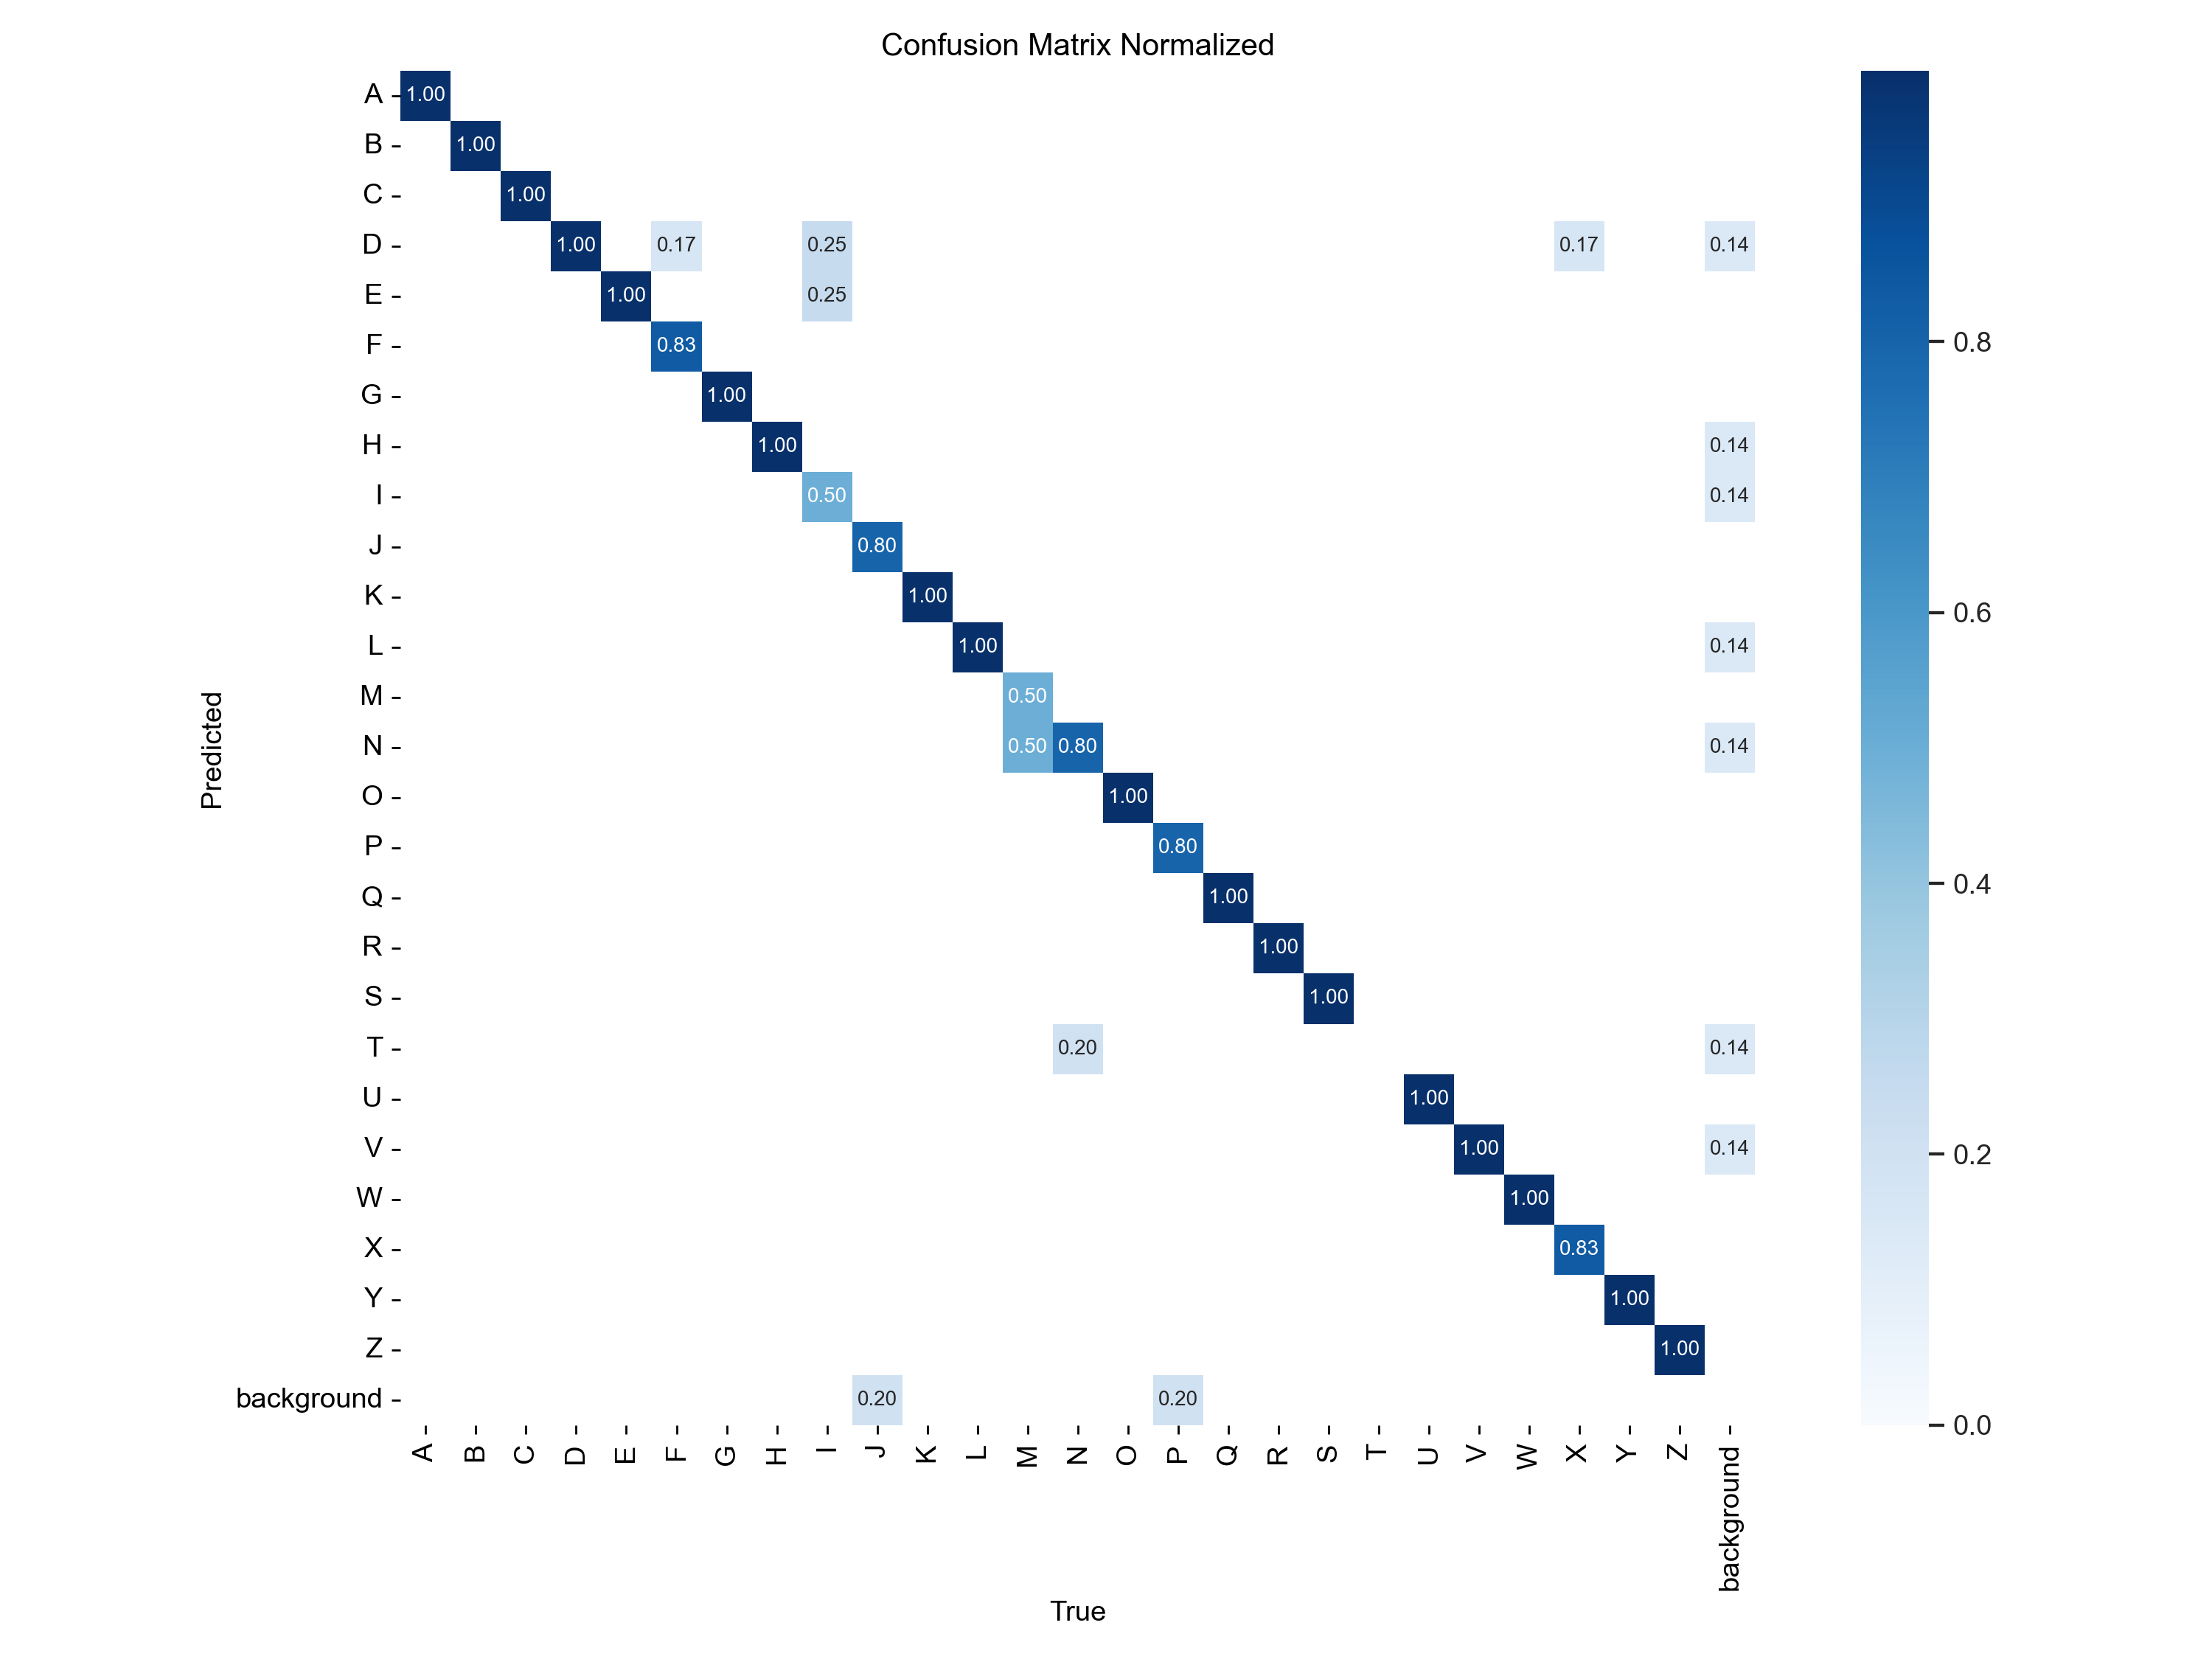 Confusion Matrix Normalized
A 1.00
B 1.00
C 1.00
D 1.00 0.17 0.25 0.17 0.14
E 1.00 0.25
F 0.83
0.8
G 1.00
H 1.00 0.14
I 0.50 0.14
J 0.80
K 1.00
0.6
L 1.00 0.14
M 0.50
Predicted
N 0.50 0.80 0.14
O 1.00
P 0.80
0.4
Q 1.00
R 1.00
S 1.00
T 0.20 0.14
U 1.00
V 1.00 0.14
0.2
W 1.00
X 0.83
Y 1.00
Z 1.00
background 0.20 0.20
0.0
A B C D E F G H I J K L M N O P Q R S T U V W X Y Z background
True